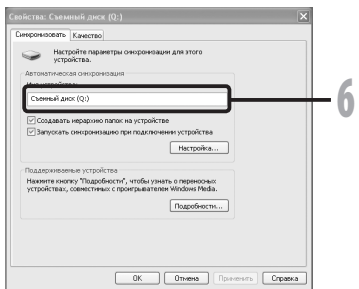 Свойства: Съемный диск (Q:)
Синхронизовать Качество
Настройте параметры синхронизации для этого
устройства.
Автоматическая синхронизация
Съемный диск (Q:)
6
Создавать иерархию папок на устройстве
Запускать синхронизацию при подключении устройства
Настройка...
Поддерживаемые устройства
Нажмите кнопку "Подробности", чтобы узнать о переносных
устройствах, совместимых с проигрывателем Windows Media.
Подробности...
ОК Отмена Применить Справка